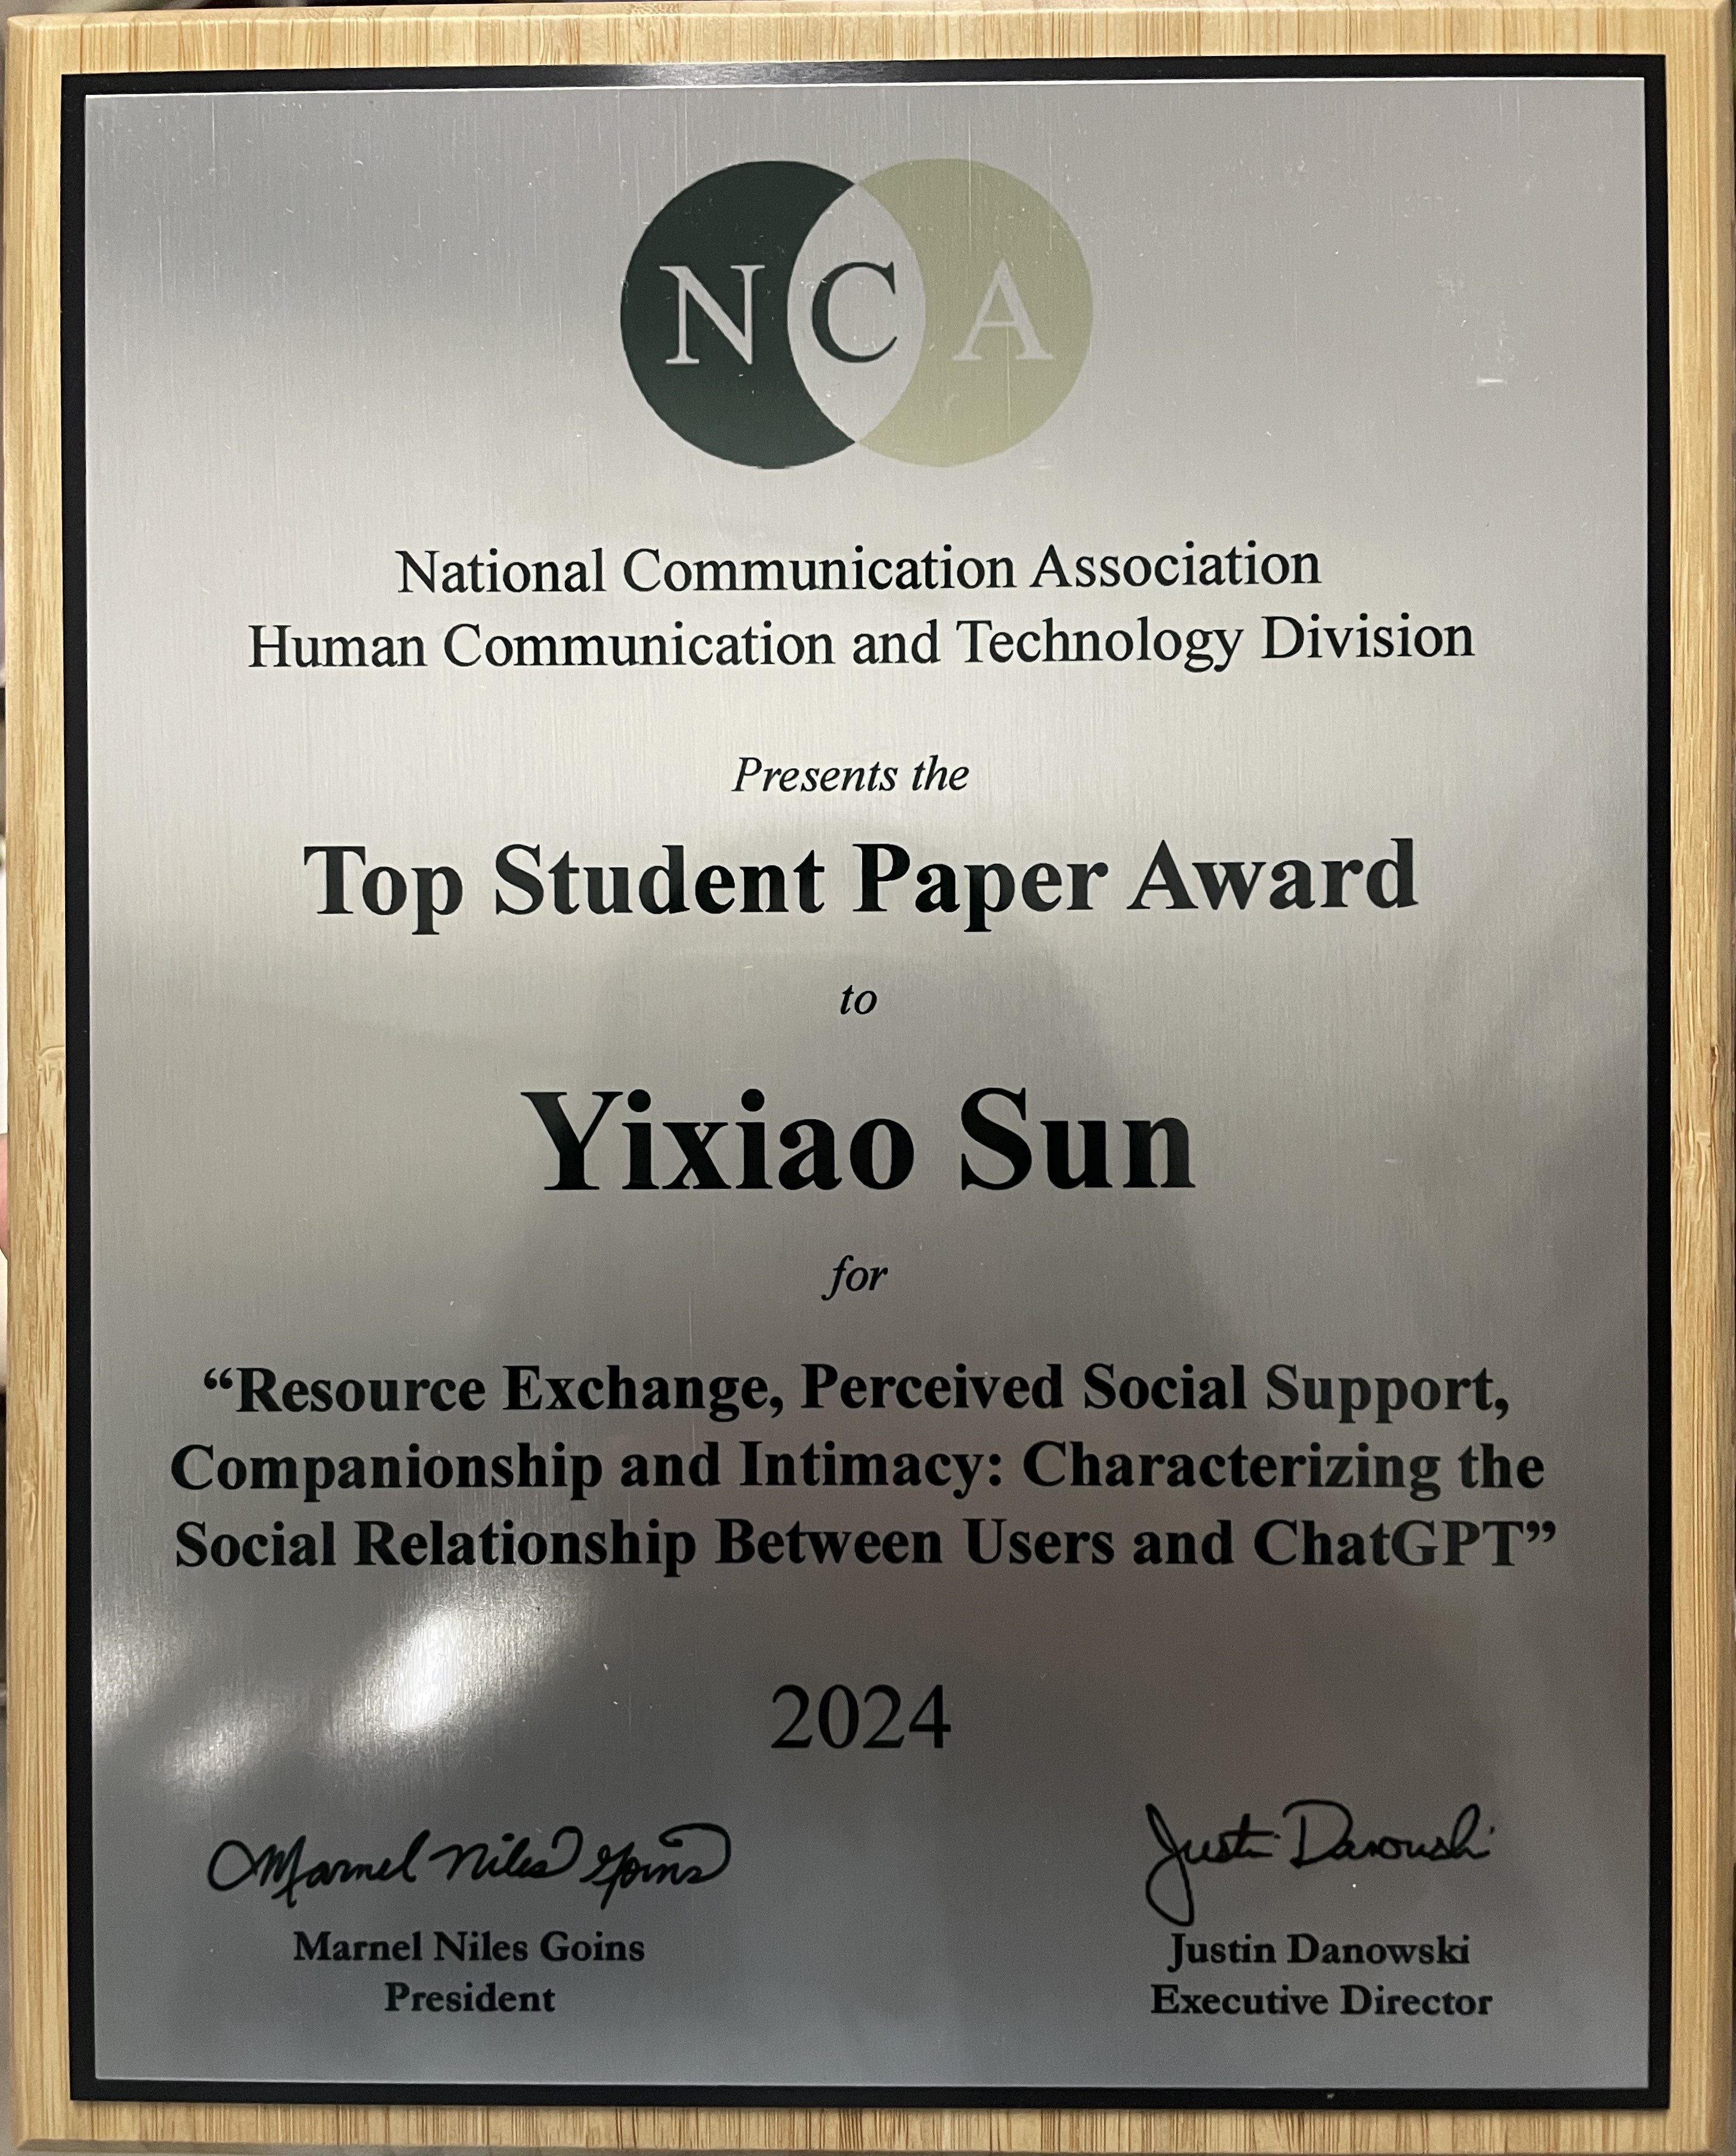 NCA
National Communication Association
Human Communication and Technology Division
Presents the
Top Student Paper Award
to
Yixiao Sun
for
“Resource Exchange, Perceived Social Support,
Companionship and Intimacy: Characterizing the
Social Relationship Between Users and ChatGPT”
2024
Marnel Niles Goins
Justin Danowski
Marnel Niles Goins
President
Justin Danowski
Executive Director